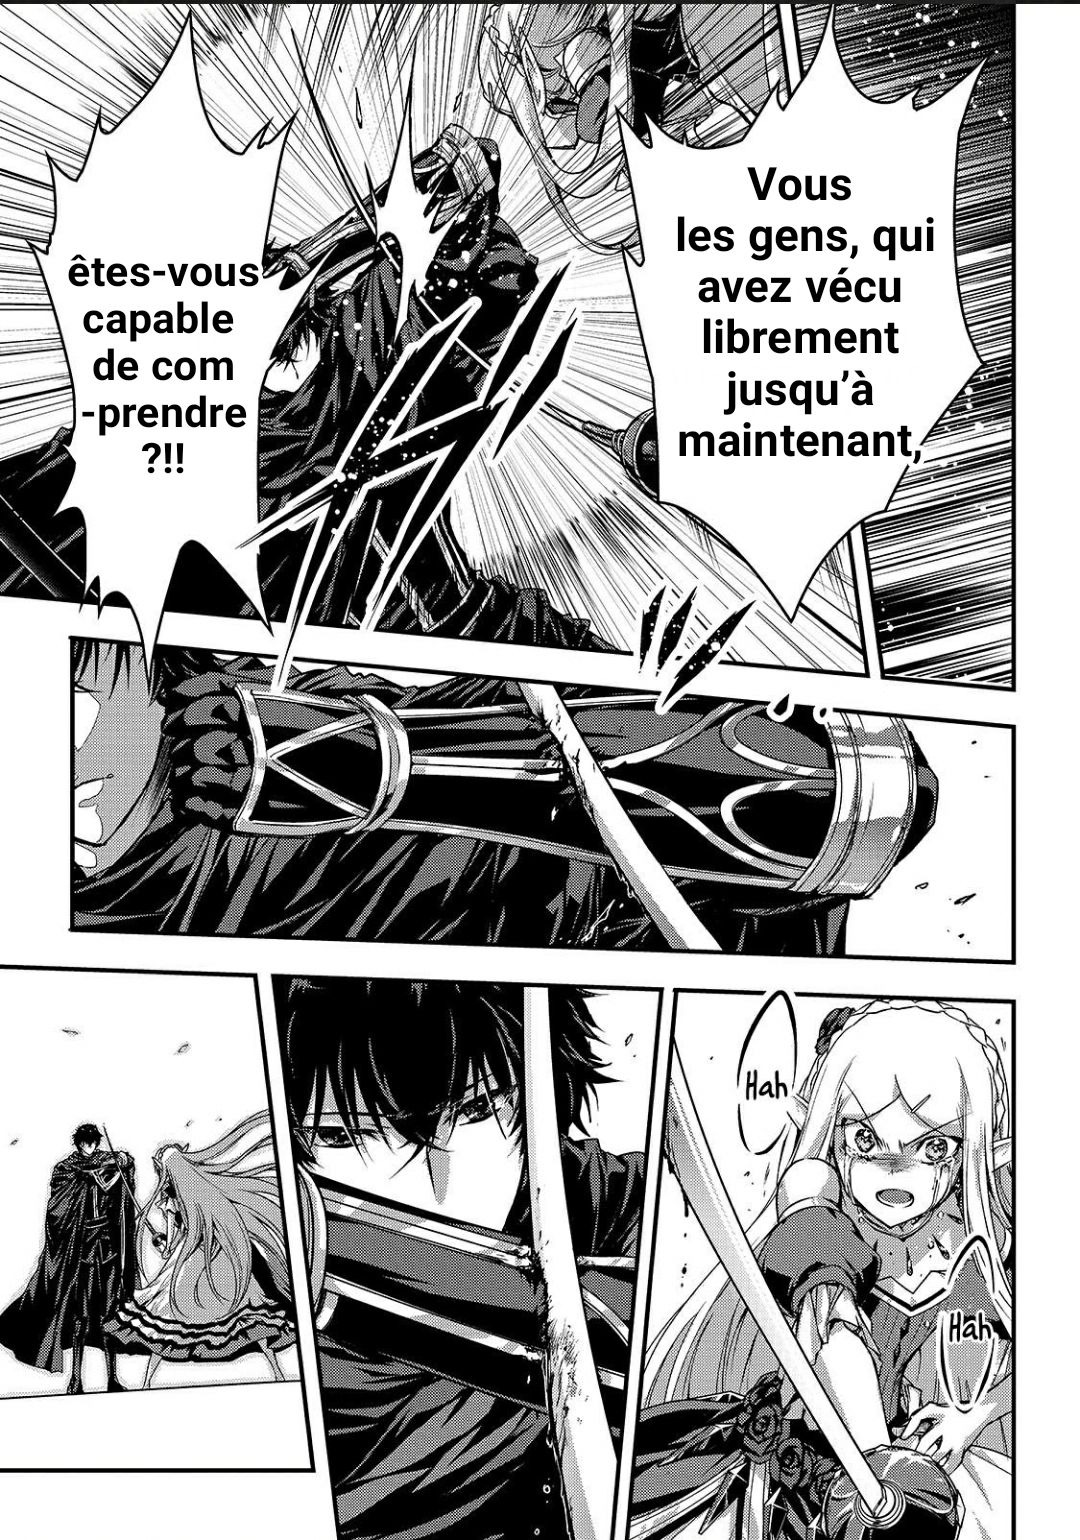 Vous
les gens, qui
avez vécu
librement
jusqu’à
maintenant,
êtes-vous
capable
de com
-prendre
?!!
Hah
Hah